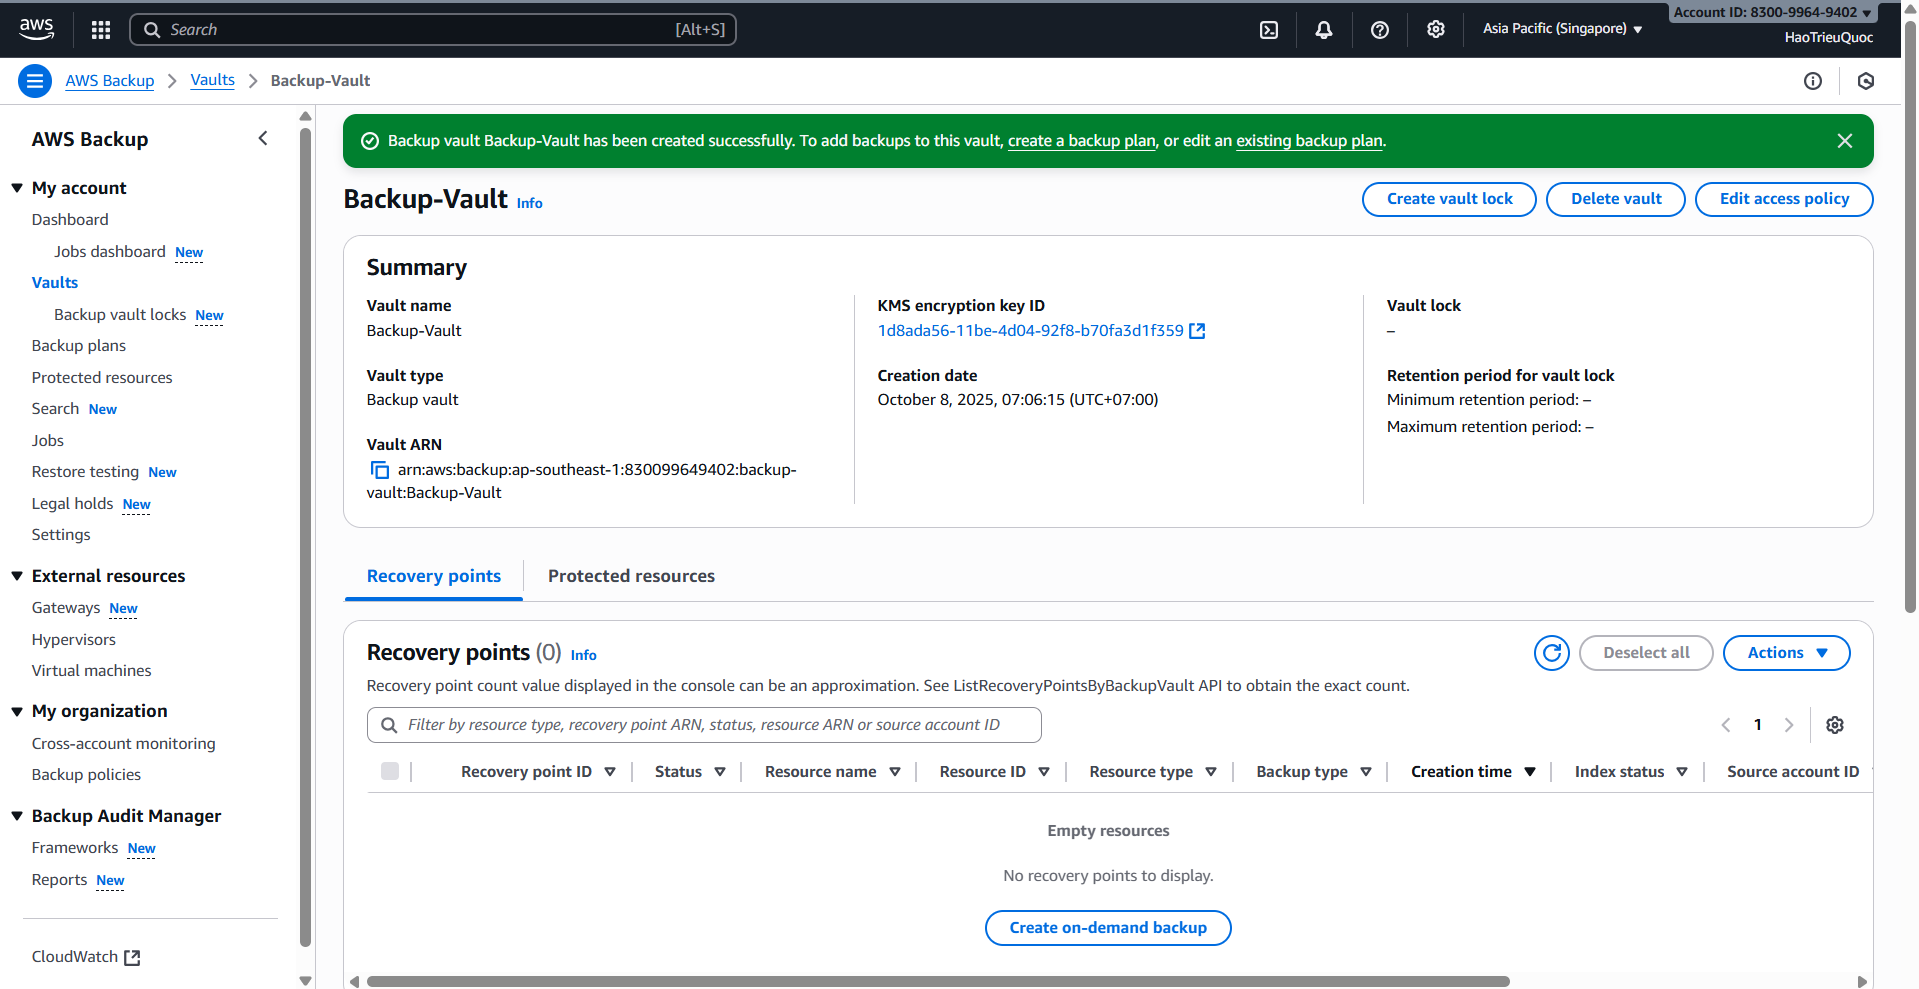 aws
Search
[Alt+S]
Asia Pacific (Singapore)
Account ID: 8300-9964-9402
HaoTrieuQuoc
AWS Backup
Vaults
Backup-Vault
AWS Backup
My account
Dashboard
Jobs dashboard New
Vaults
Backup vault locks New
Backup plans
Protected resources
Search New
Jobs
Restore testing New
Legal holds New
Settings
External resources
Gateways New
Hypervisors
Virtual machines
My organization
Cross-account monitoring
Backup policies
Backup Audit Manager
Frameworks New
Reports New
CloudWatch
Backup vault Backup-Vault has been created successfully. To add backups to this vault, create a backup plan, or edit an existing backup plan.
Backup-Vault Info
Create vault lock
Delete vault
Edit access policy
Summary
Vault name
Backup-Vault
Vault type
Backup vault
Vault ARN
arn:aws:backup:ap-southeast-1:830099649402:backup-
vault:Backup-Vault
KMS encryption key ID
1d8ada56-11be-4d04-92f8-b70fa3d1f359
Creation date
October 8, 2025, 07:06:15 (UTC+07:00)
Vault lock
–
Retention period for vault lock
Minimum retention period: –
Maximum retention period: –
Recovery points
Protected resources
Recovery points (0) Info
Deselect all
Actions
Recovery point count value displayed in the console can be an approximation. See ListRecoveryPointsByBackupVault API to obtain the exact count.
Filter by resource type, recovery point ARN, status, resource ARN or source account ID
1
Recovery point ID
Status
Resource name
Resource ID
Resource type
Backup type
Creation time
Index status
Source account ID
Empty resources
No recovery points to display.
Create on-demand backup